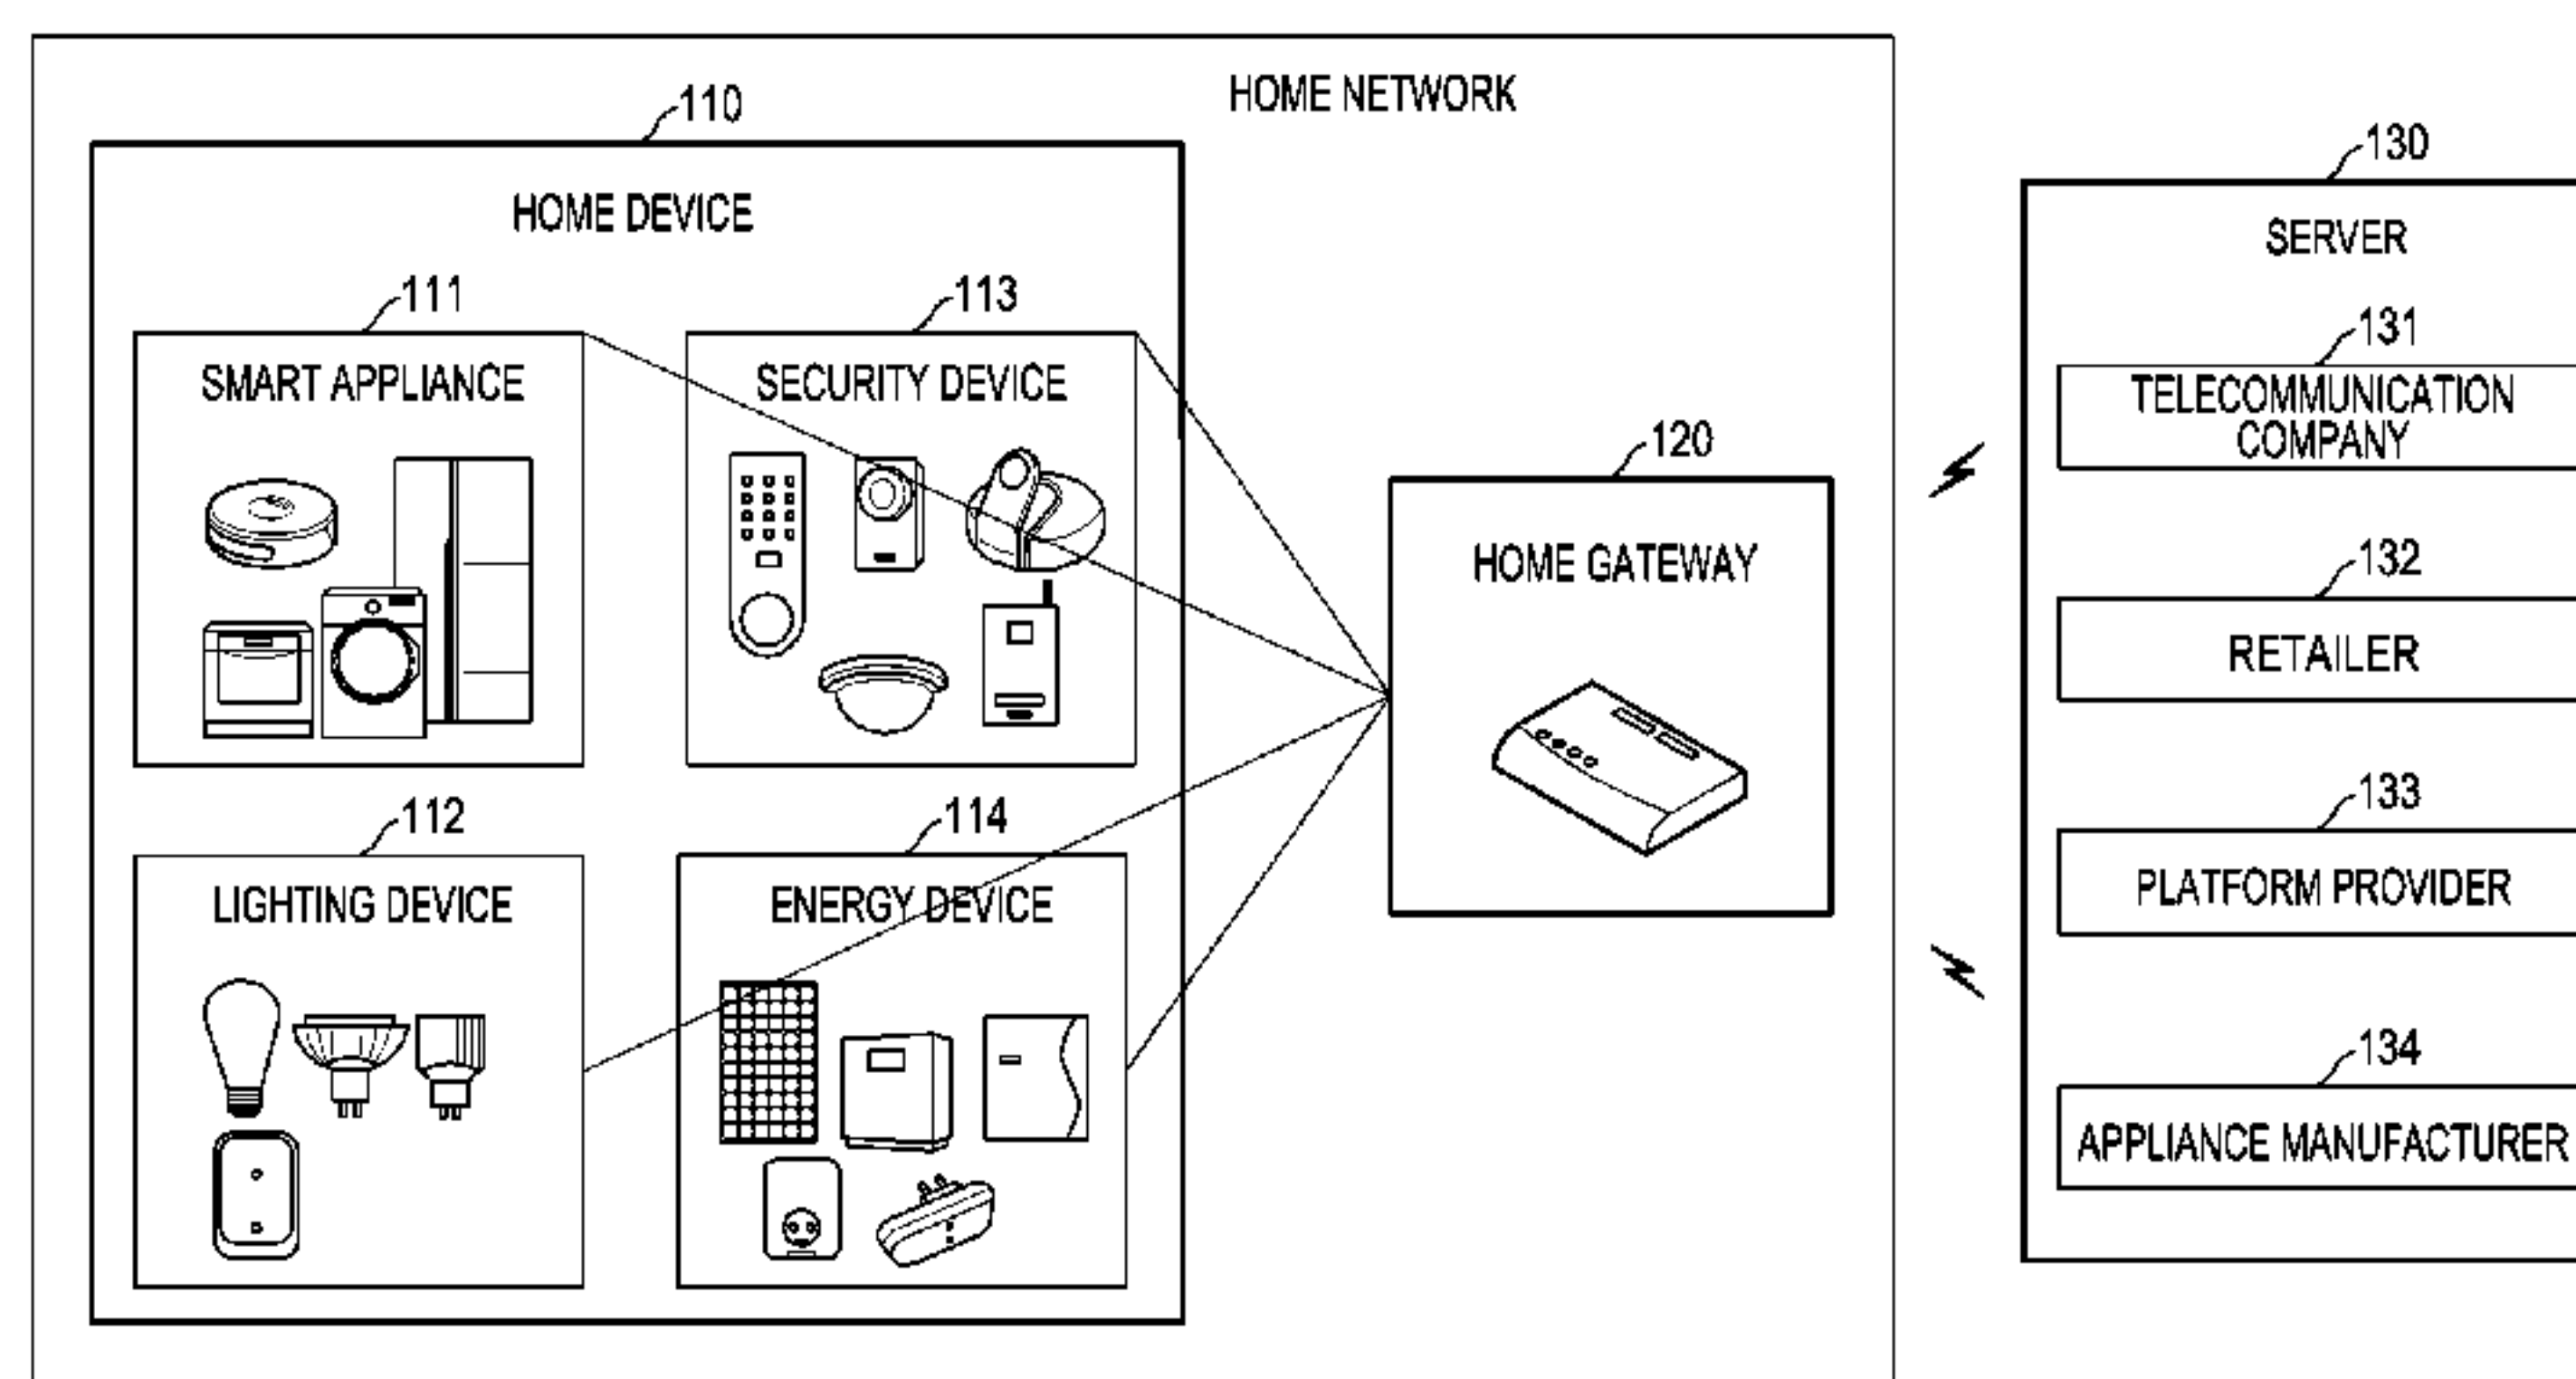 HOME NETWORK
110
HOME DEVICE
111
SMART APPLIANCE
113
SECURITY DEVICE
112
LIGHTING DEVICE
114
ENERGY DEVICE
120
HOME GATEWAY
130
SERVER
131
TELECOMMUNICATION
COMPANY
132
RETAILER
133
PLATFORM PROVIDER
134
APPLIANCE MANUFACTURER